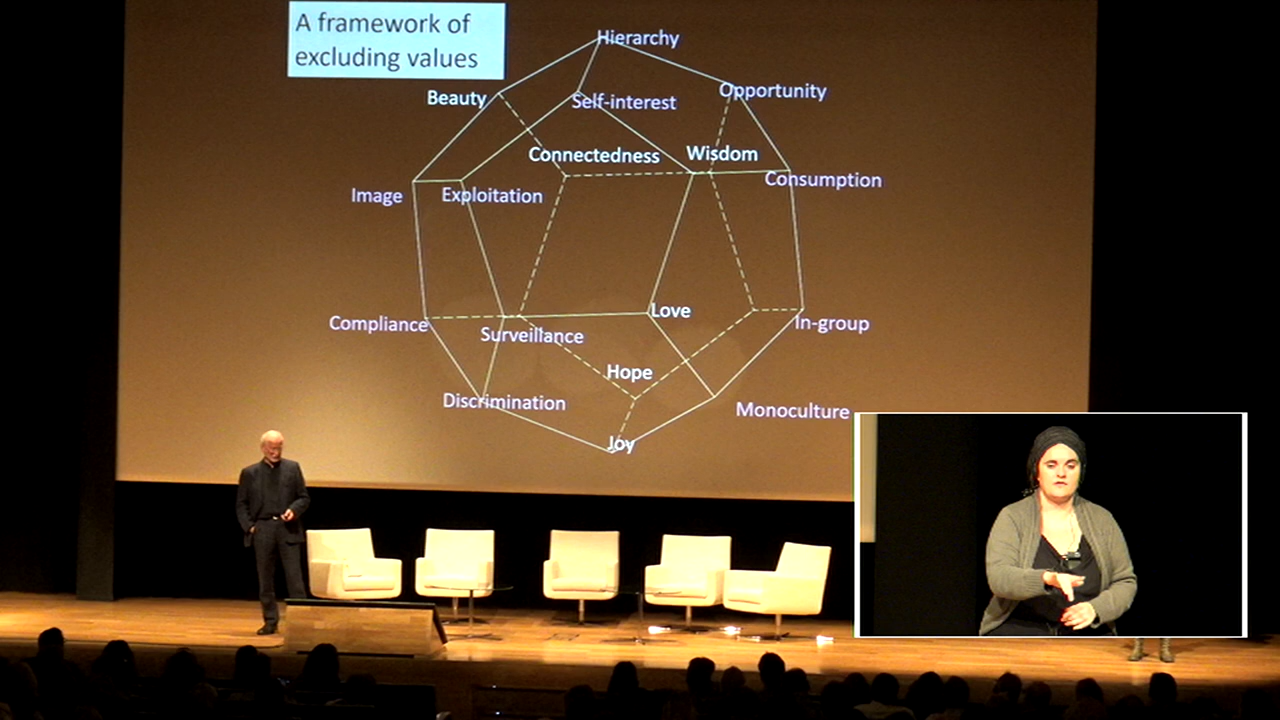 A framework of
excluding values
Hierarchy
Opportunity
Beauty
Self-interest
Connectedness
Wisdom
Consumption
Image
Exploitation
Love
Compliance
Surveillance
In-group
Hope
Discrimination
Monoculture
Joy